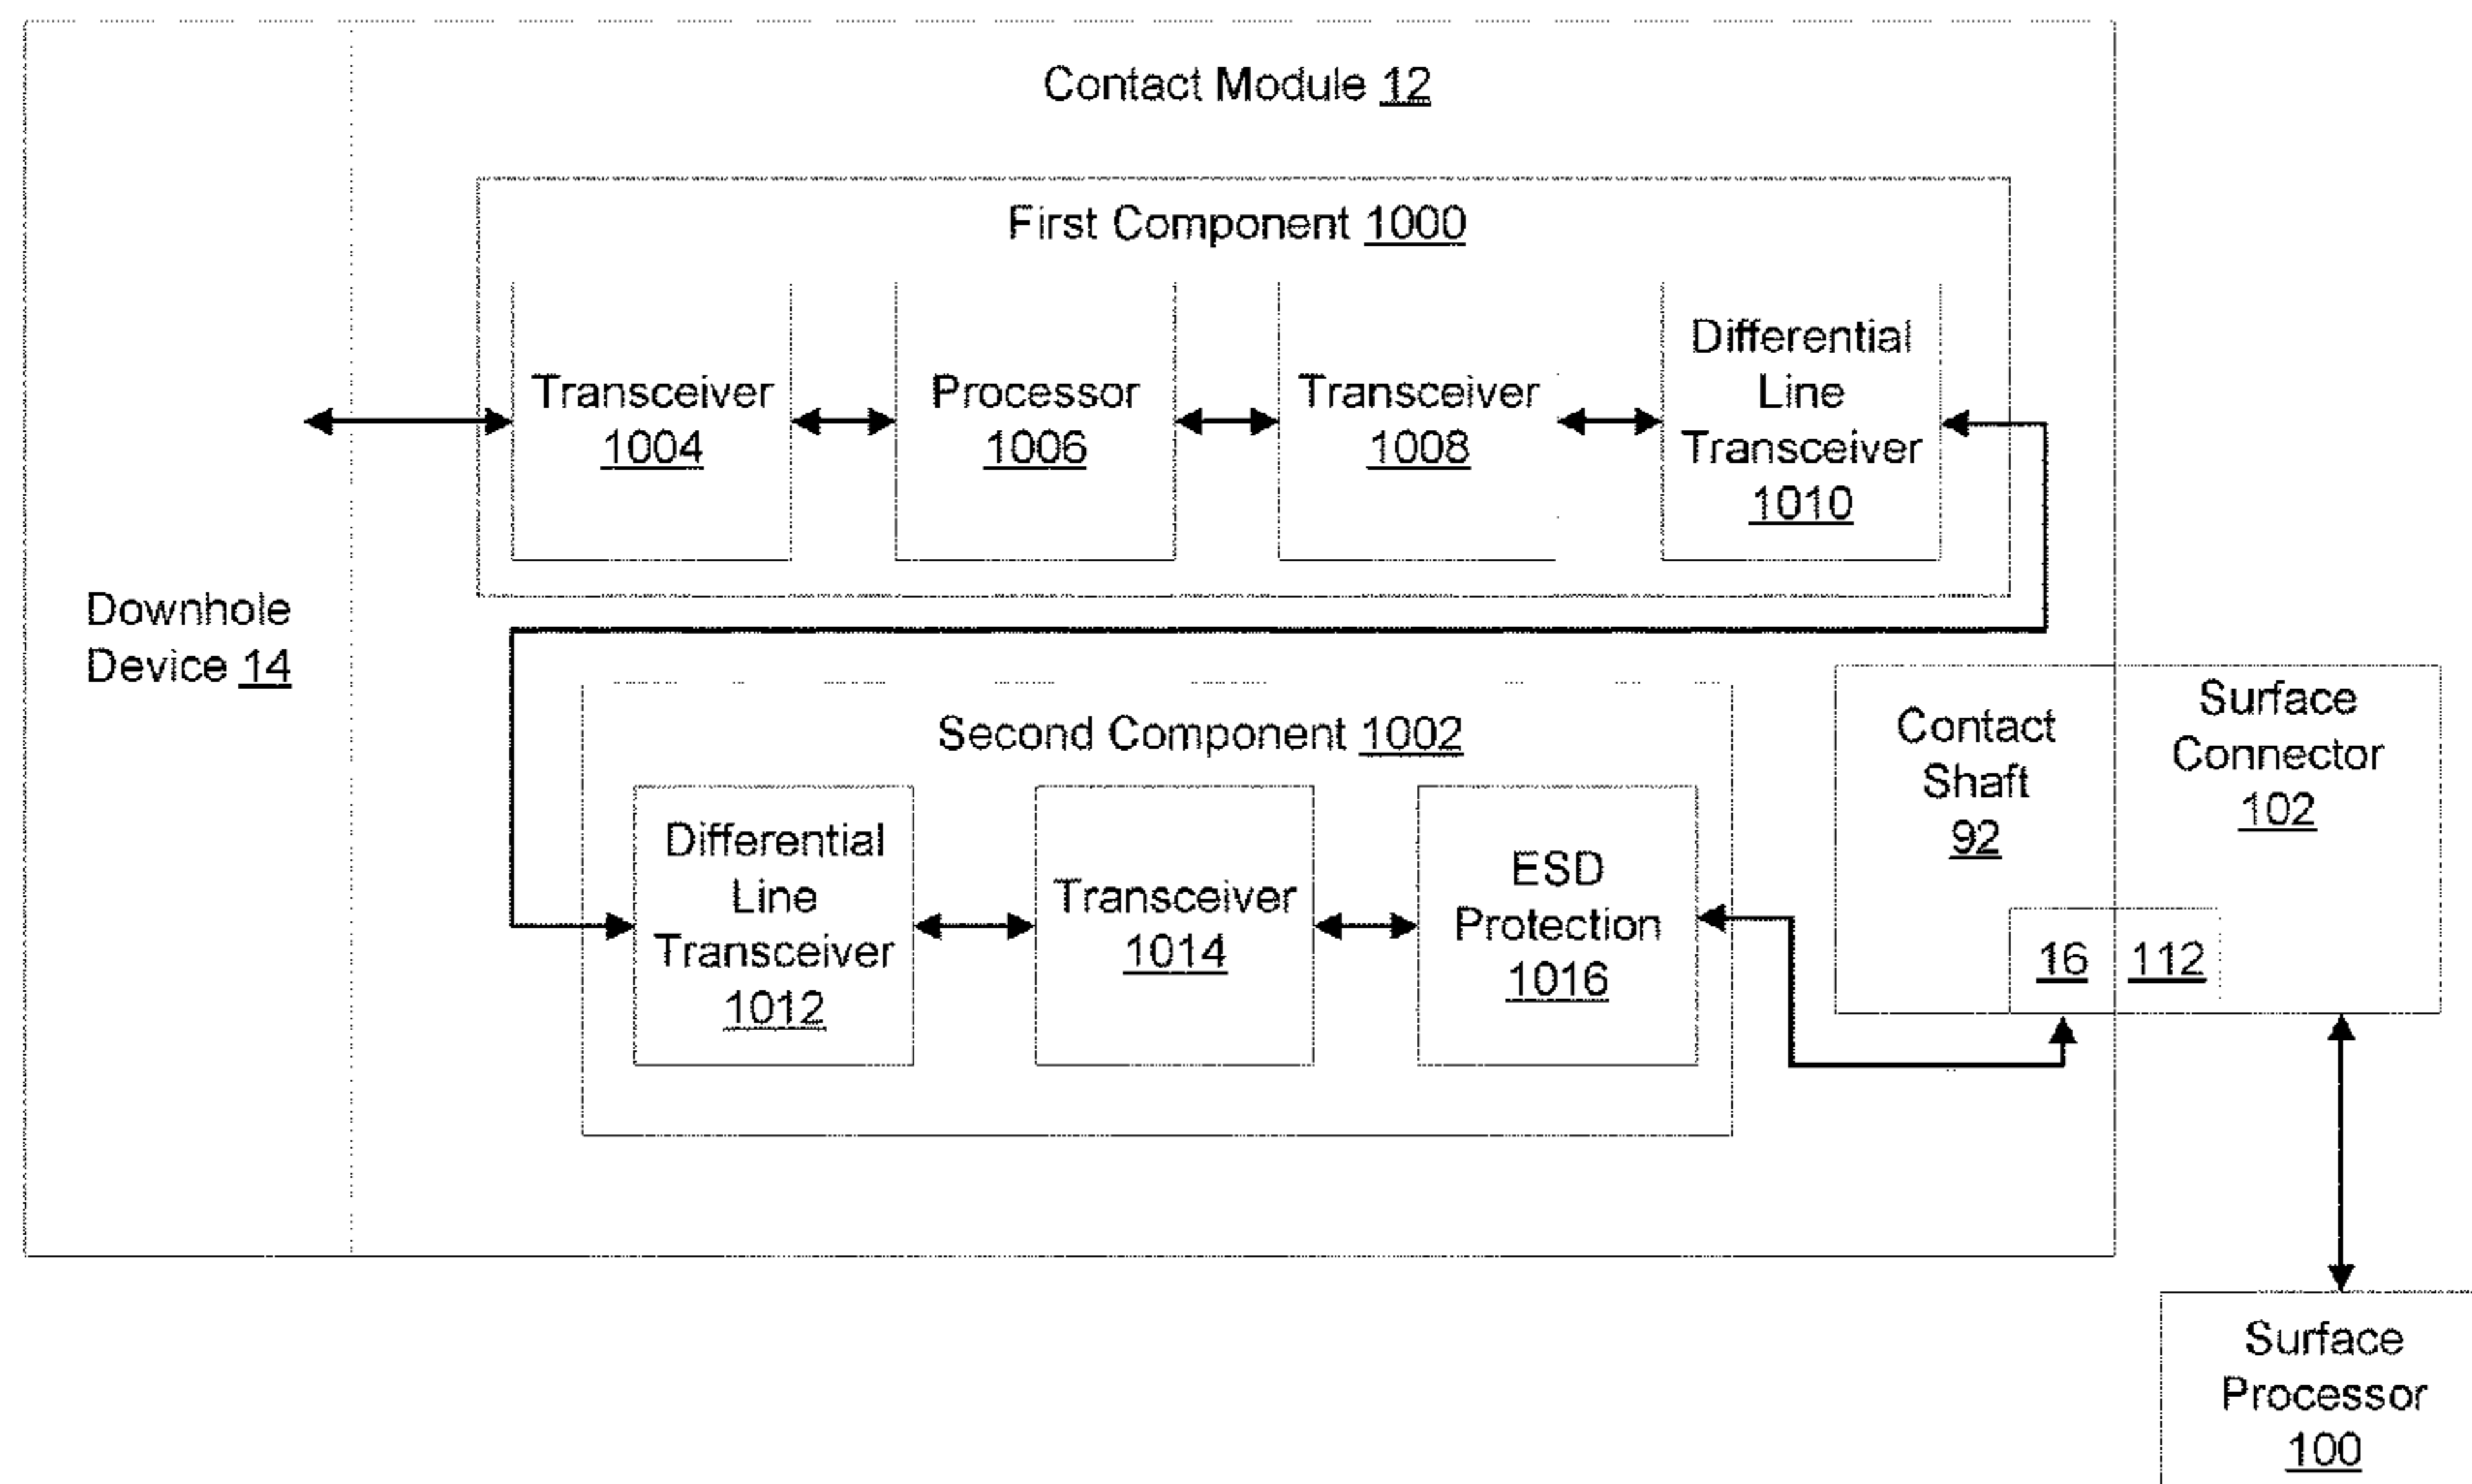 Contact Module 12
First Component 1000
Transceiver
1004
Processor
1006
Transceiver
1008
Differential
Line
Transceiver
1010
Downhole
Device 14
Second Component 1002
Differential
Line
Transceiver
1012
Transceiver
1014
ESD
Protection
1016
Contact
Shaft
92
Surface
Connector
102
16
112
Surface
Processor
100